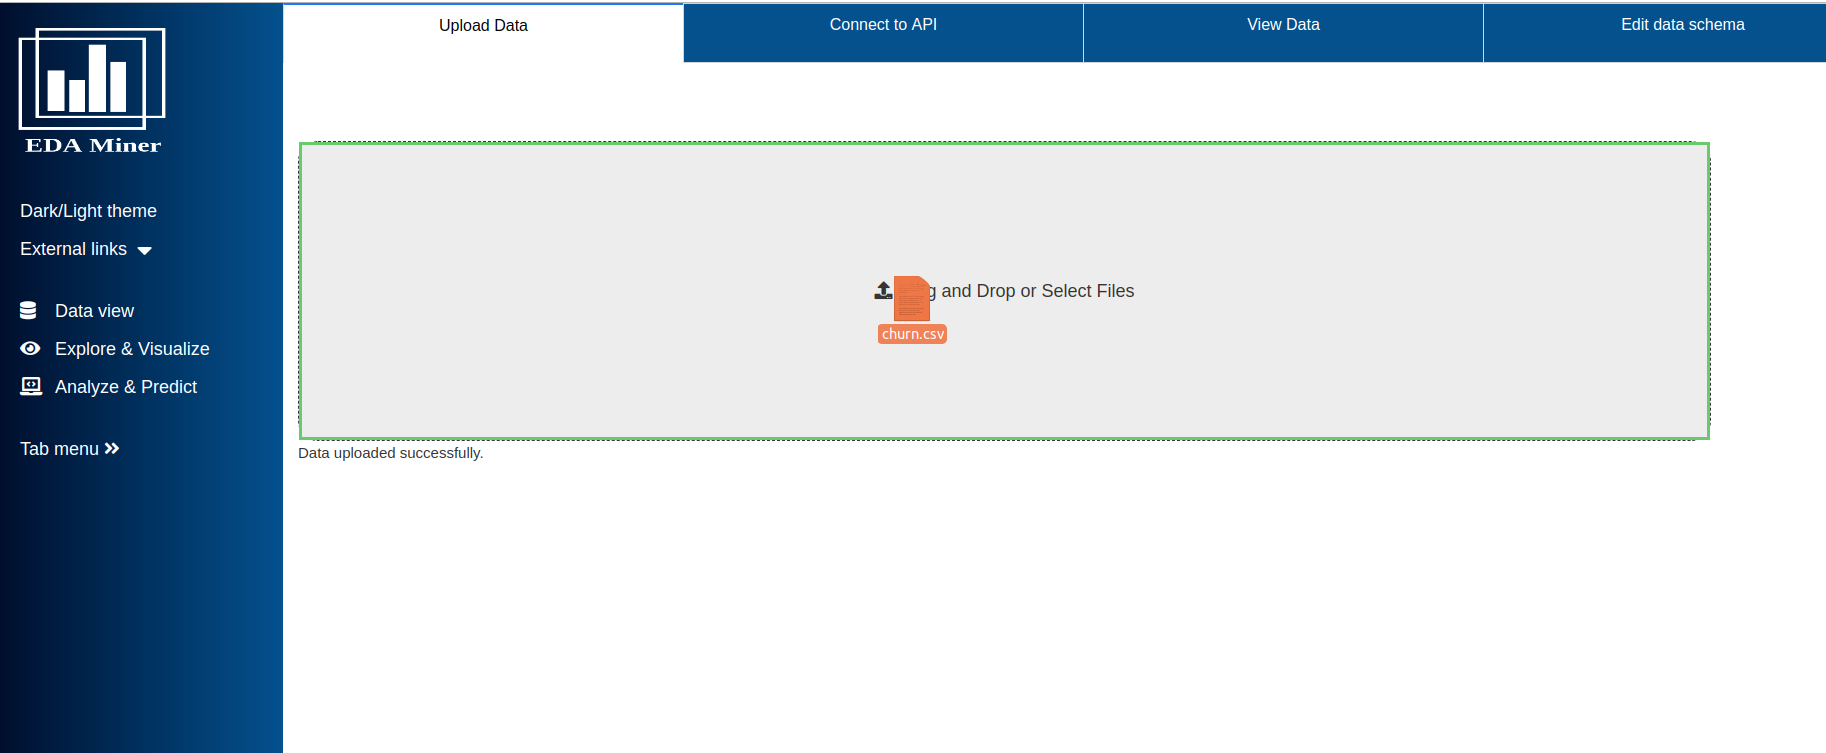 Upload Data
Connect to API
View Data
Edit data schema
EDA Miner
Dark/Light theme
External links
Data view
Explore & Visualize
Analyze & Predict
Tab menu
and Drop or Select Files
churn.csv
Data uploaded successfully.